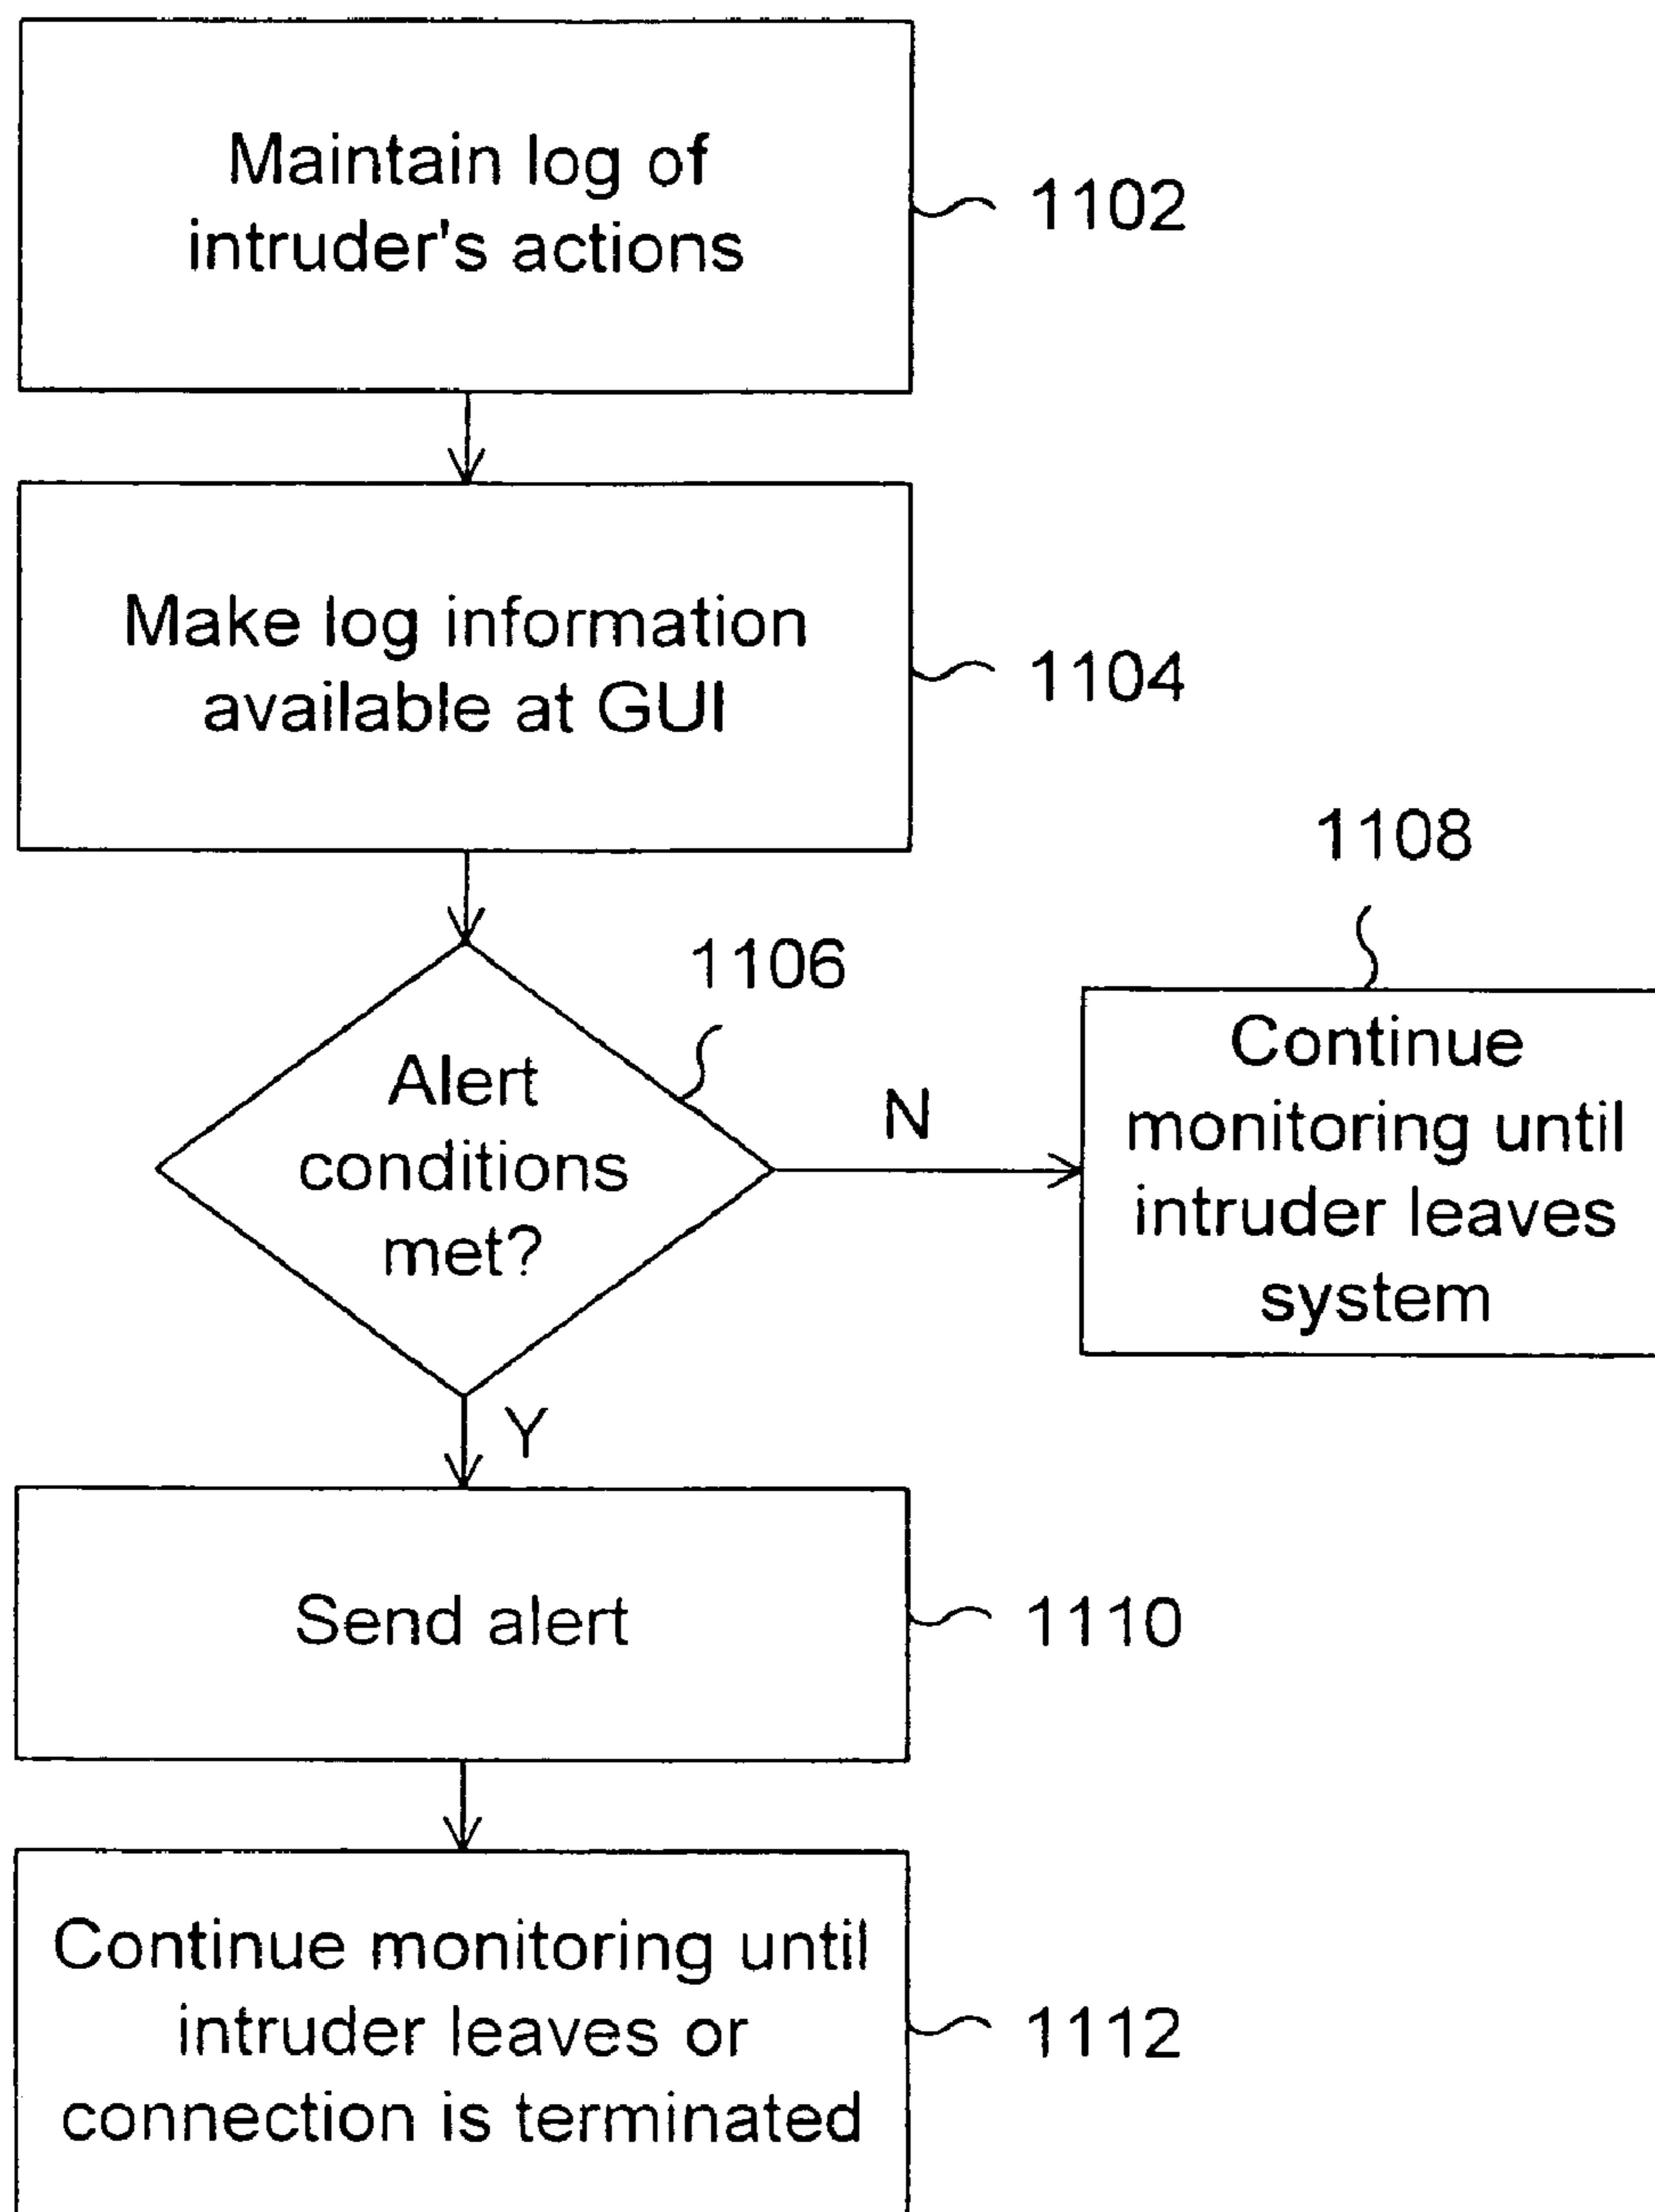 Maintain log of
intruder's actions
1102
Make log information
available at GUI
1104
1106
Alert
conditions
met?
N
1108
Continue
monitoring until
intruder leaves
system
Y
Send alert
1110
Continue monitoring until
intruder leaves or
connection is terminated
1112